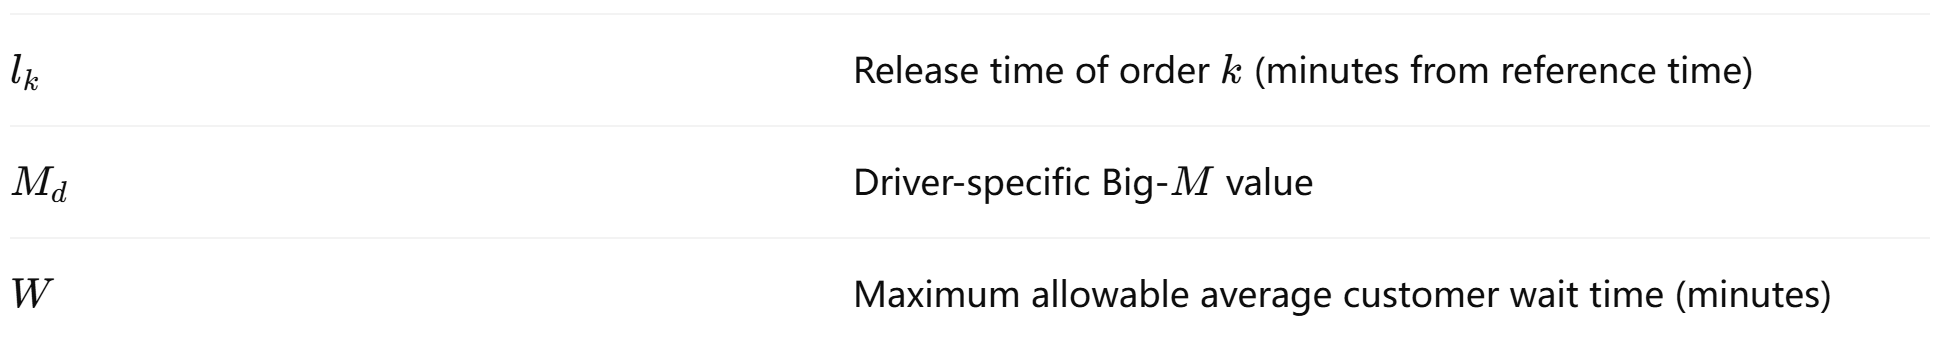 l_k Release time of order k (minutes from reference time)
M_d Driver-specific Big-M value
W Maximum allowable average customer wait time (minutes)